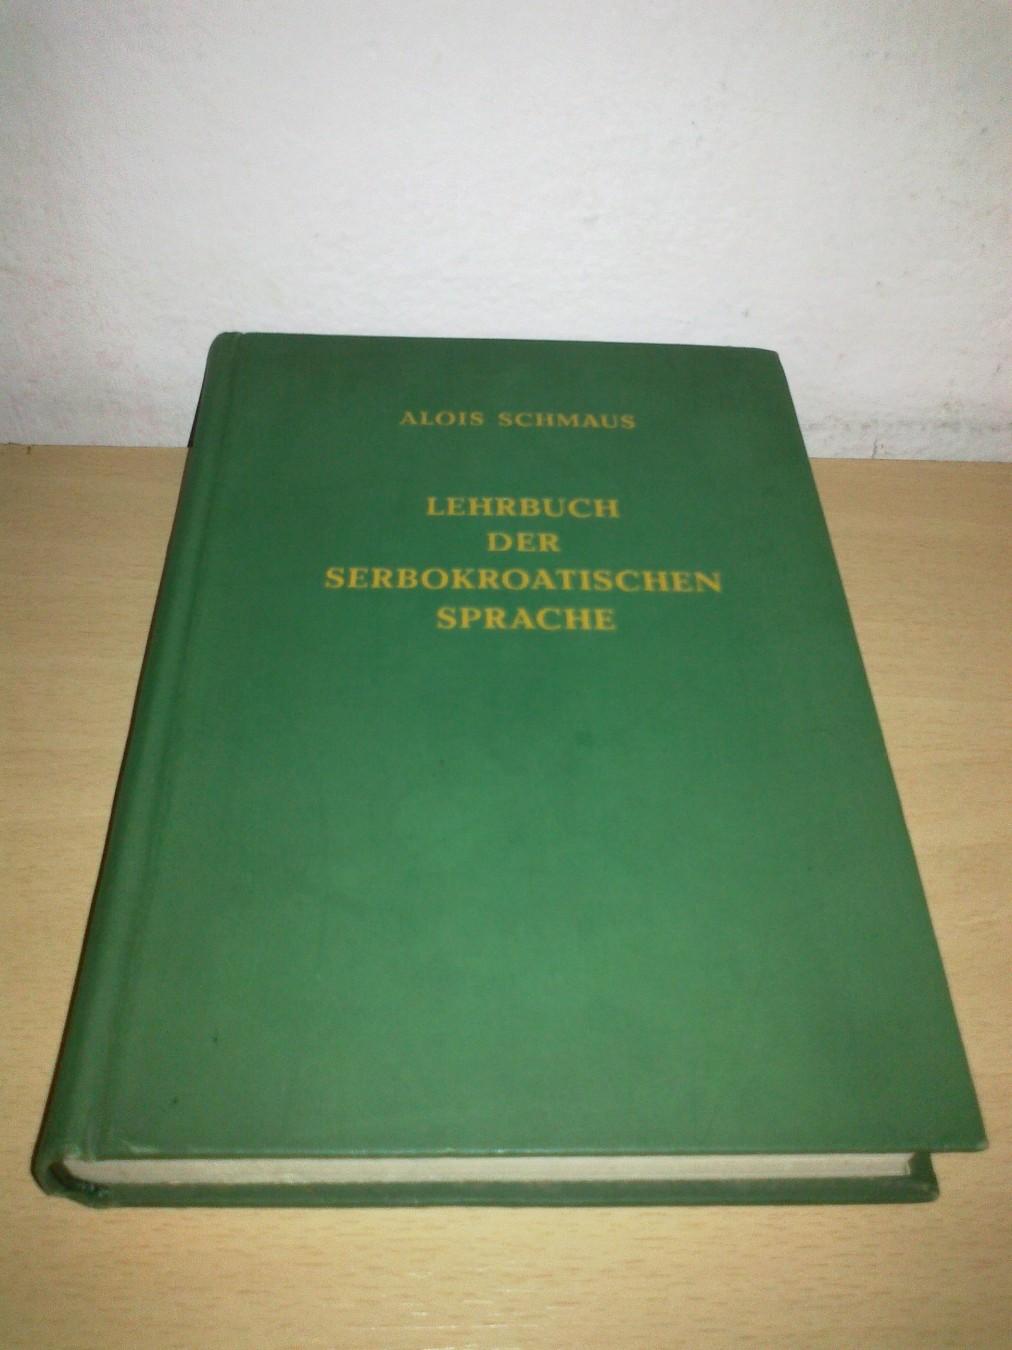 ALOIS SCHMAUS
LEHRBUCH
DER
SERBOKROATISCHEN
SPRACHE